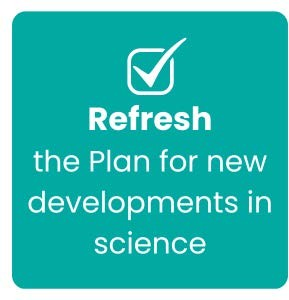 Refresh
the Plan for new
developments in
science